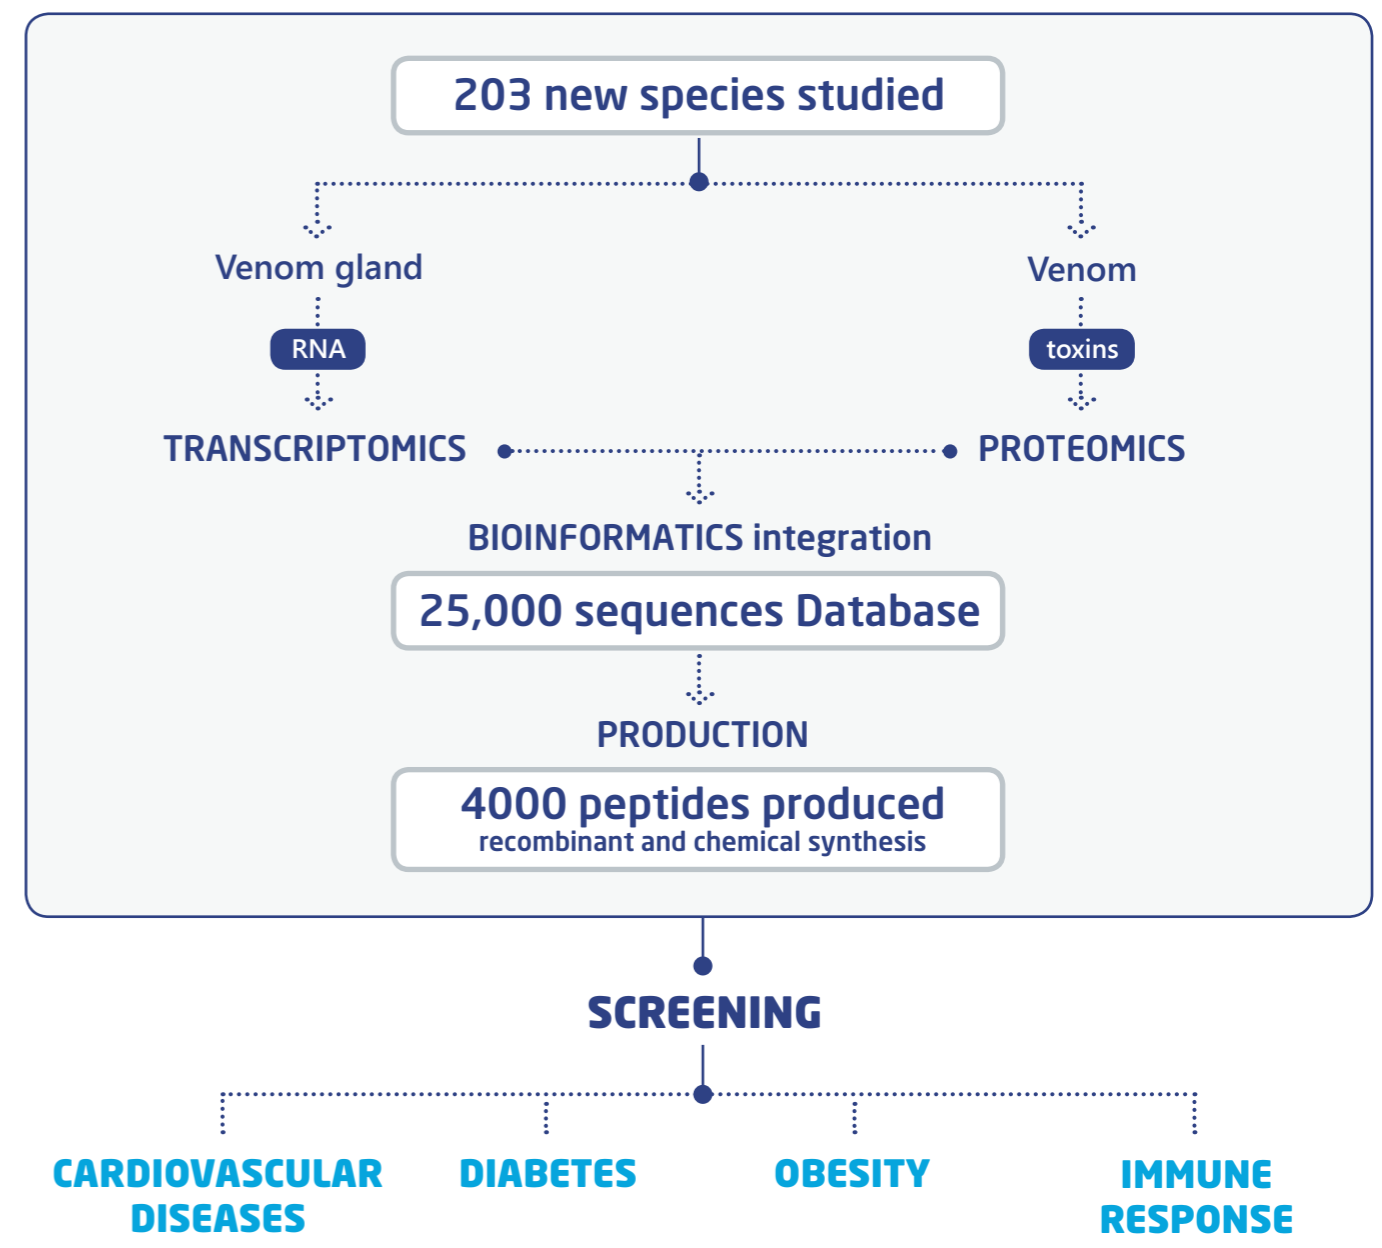 203 new species studied
Venom gland
Venom
RNA
toxins
TRANSCRIPTOMICS
PROTEOMICS
BIOINFORMATICS integration
25,000 sequences Database
PRODUCTION
4000 peptides produced
recombinant and chemical synthesis
SCREENING
CARDIOVASCULAR
DISEASES
DIABETES
OBESITY
IMMUNE
RESPONSE